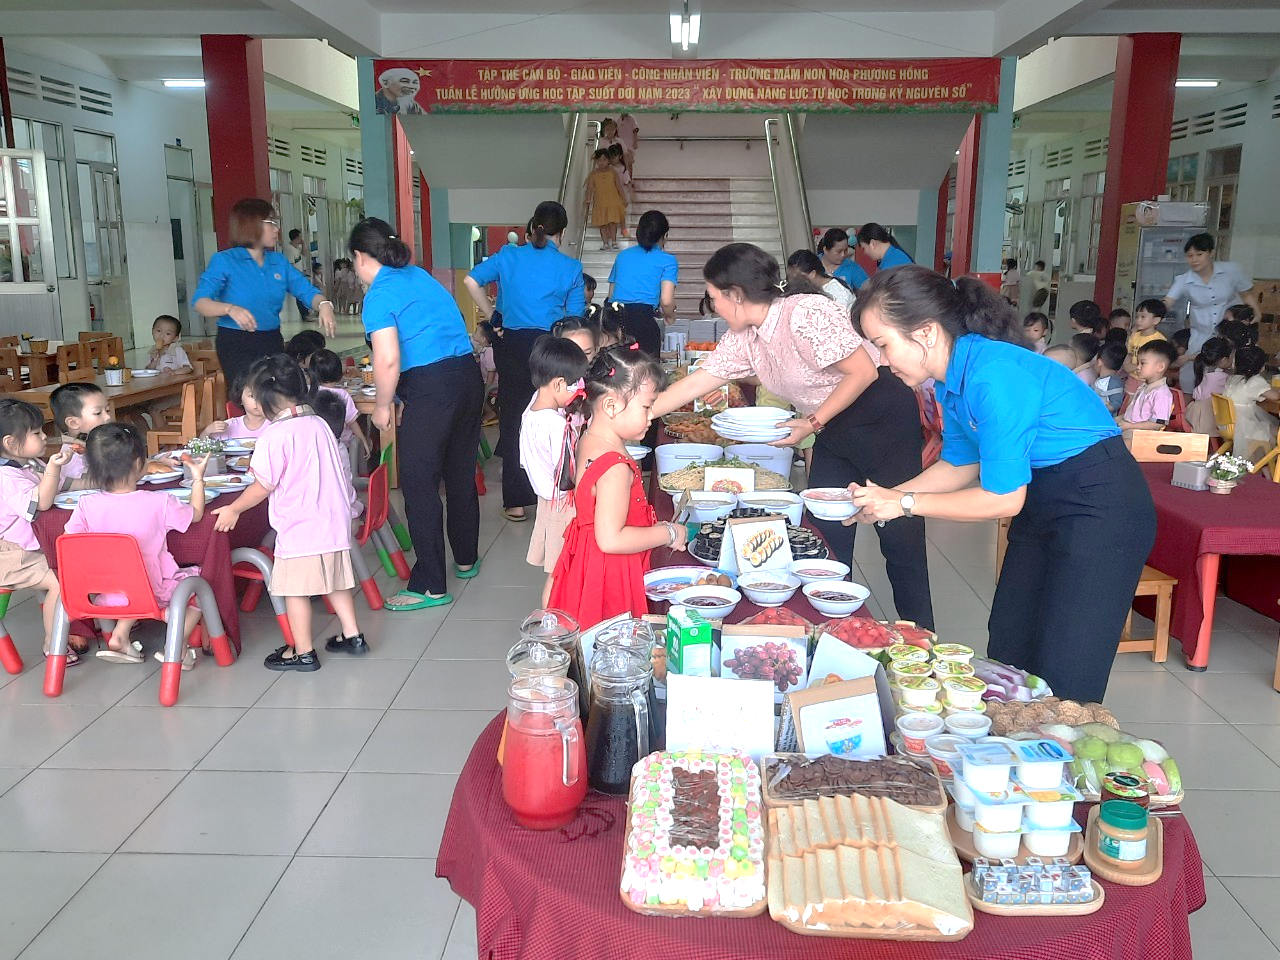 TẬP THỂ CÁN BỘ - GIÁO VIÊN - CÔNG NHÂN VIÊN - TRƯỜNG MẦM NON HOA PHƯỢNG HỒNG
TUẦN LỄ HƯỞNG ỨNG HỌC TẬP SUỐT ĐỜI NĂM 2023 " XÂY DỰNG NĂNG LỰC TỰ HỌC TRONG KỶ NGUYÊN SỐ"